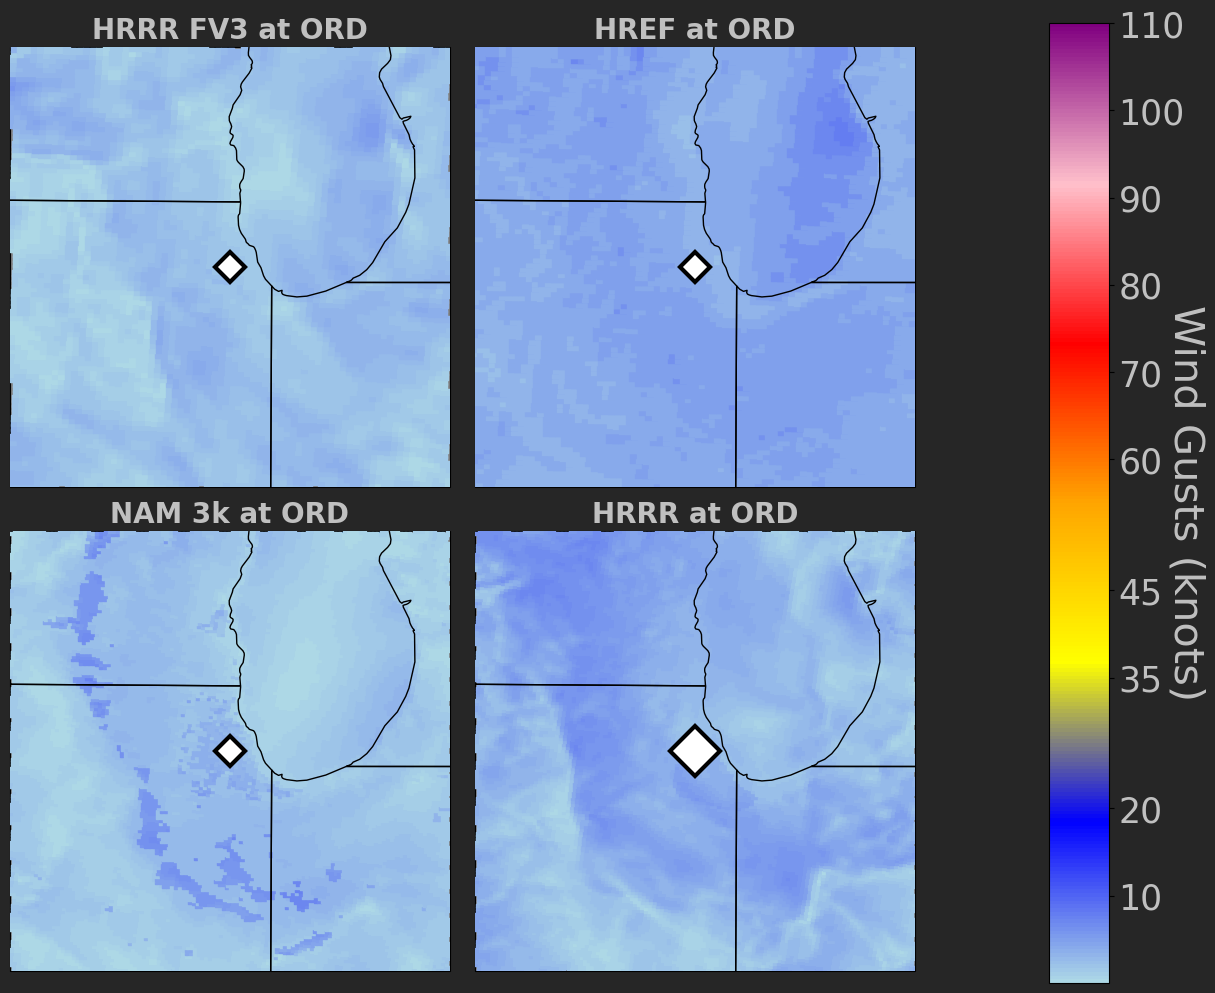 HRRR FV3 at ORD
HREF at ORD
NAM 3k at ORD
HRRR at ORD
110
100
90
80
70
60
45
35
20
10
Wind Gusts (knots)